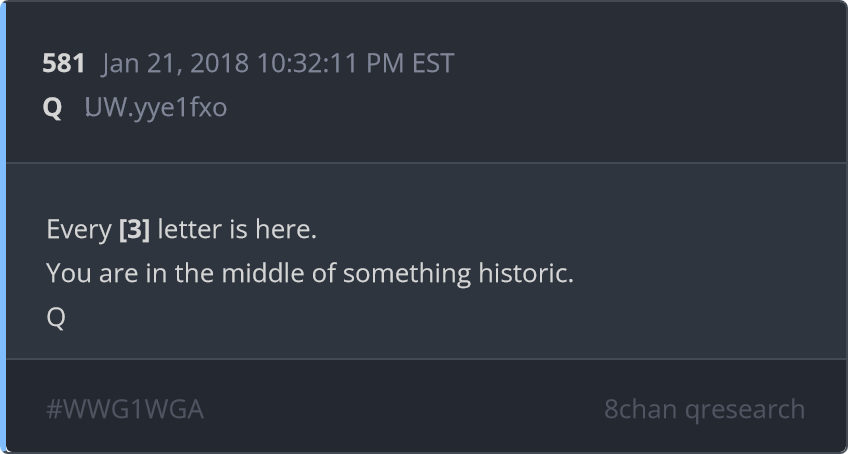 581 Jan 21, 2018 10:32:11 PM EST
Q UW.yye1fxo
Every [3] letter is here.
You are in the middle of something historic.
Q
#WWG1WGA 8chan qresearch